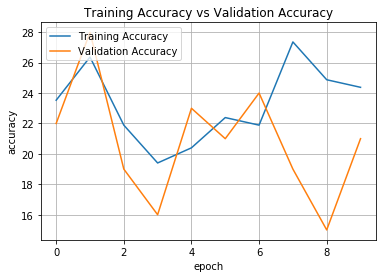 Training Accuracy vs Validation Accuracy
Training Accuracy
Validation Accuracy
28
26
24
22
20
18
16
0
2
4
6
8
accuracy
epoch